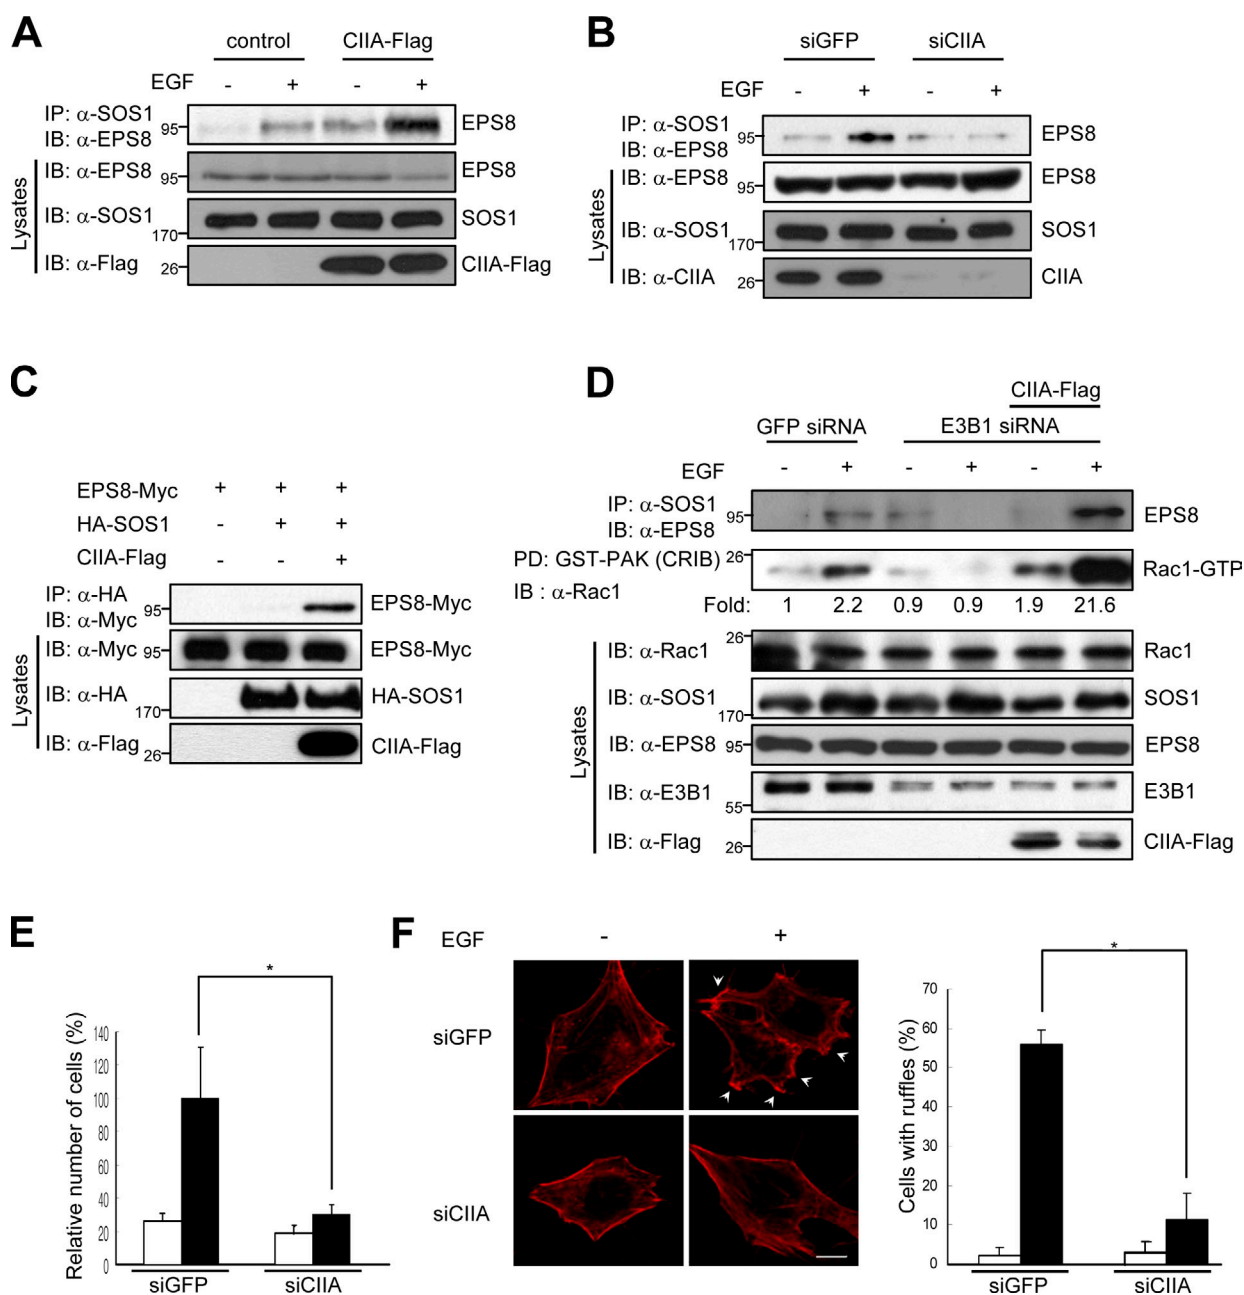 A
control CIIA-Flag
EGF - + - +
IP: α-SOS1
IB: α-EPS8
95
EPS8
Lysates
IB: α-EPS8 95 EPS8
IB: α-SOS1 170 SOS1
IB: α-Flag 26 CIIA-Flag
B
siGFP siCIIA
EGF - + - +
IP: α-SOS1
IB: α-EPS8
95
EPS8
Lysates
IB: α-EPS8 95 EPS8
IB: α-SOS1 170 SOS1
IB: α-CIIA 26 CIIA
C
EPS8-Myc + + +
HA-SOS1 - + +
CIIA-Flag - - +
IP: α-HA
IB: α-Myc
95
EPS8-Myc
Lysates
IB: α-Myc 95 EPS8-Myc
IB: α-HA 170 HA-SOS1
IB: α-Flag 26 CIIA-Flag
D
CIIA-Flag
GFP siRNA E3B1 siRNA
EGF - + - + - +
IP: α-SOS1
IB: α-EPS8
95
EPS8
PD: GST-PAK (CRIB)
IB : α-Rac1
26
Rac1-GTP
Fold: 1 2.2 0.9 0.9 1.9 21.6
Lysates
IB: α-Rac1 26 Rac1
IB: α-SOS1 170 SOS1
IB: α-EPS8 95 EPS8
IB: α-E3B1 55 E3B1
IB: α-Flag 26 CIIA-Flag
E
Relative number of cells (%)
140
120
100
80
60
40
20
0
*
siGFP siCIIA
F
EGF - +
siGFP
siCIIA
Cells with ruffles (%)
70
60
50
40
30
20
10
0
*
siGFP siCIIA